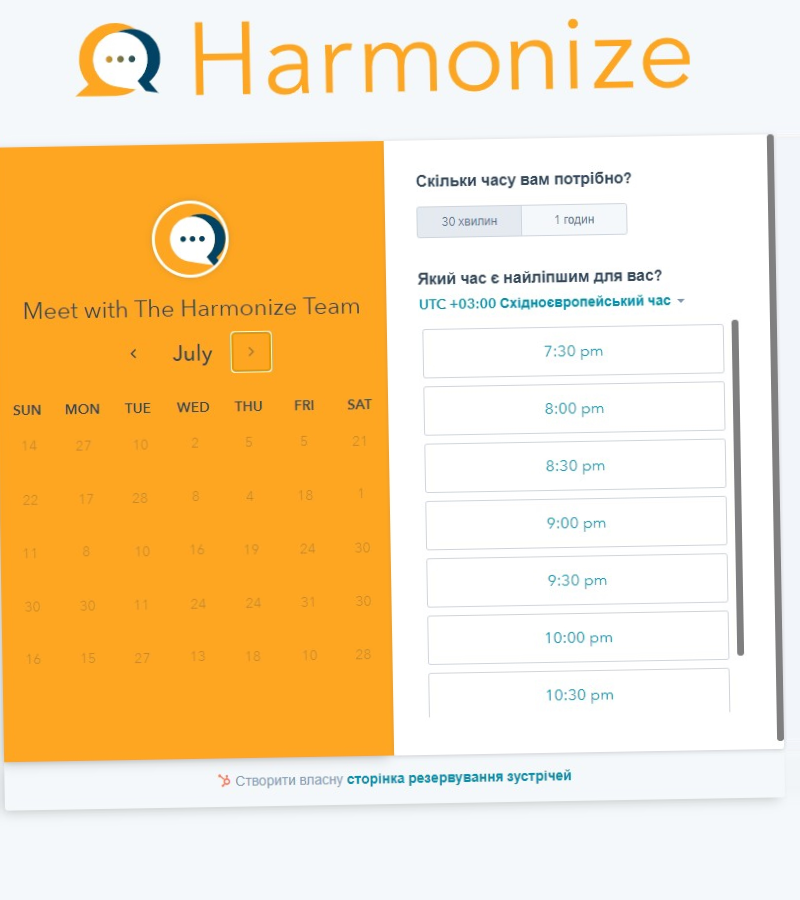 Harmonize
Meet with The Harmonize Team
July
SUN MON TUE WED THU FRI SAT
14 27 10 2 5 5 21
22 17 28 8 4 18 1
11 8 10 16 19 24 30
30 30 11 24 24 31 30
16 15 27 13 18 10 28
Скільки часу вам потрібно?
30 хвилин 1 годин
Який час є найліпшим для вас?
UTC +03:00 Східноєвропейський час
7:30 pm
8:00 pm
8:30 pm
9:00 pm
9:30 pm
10:00 pm
10:30 pm
Створити власну сторінка резервування зустрічей